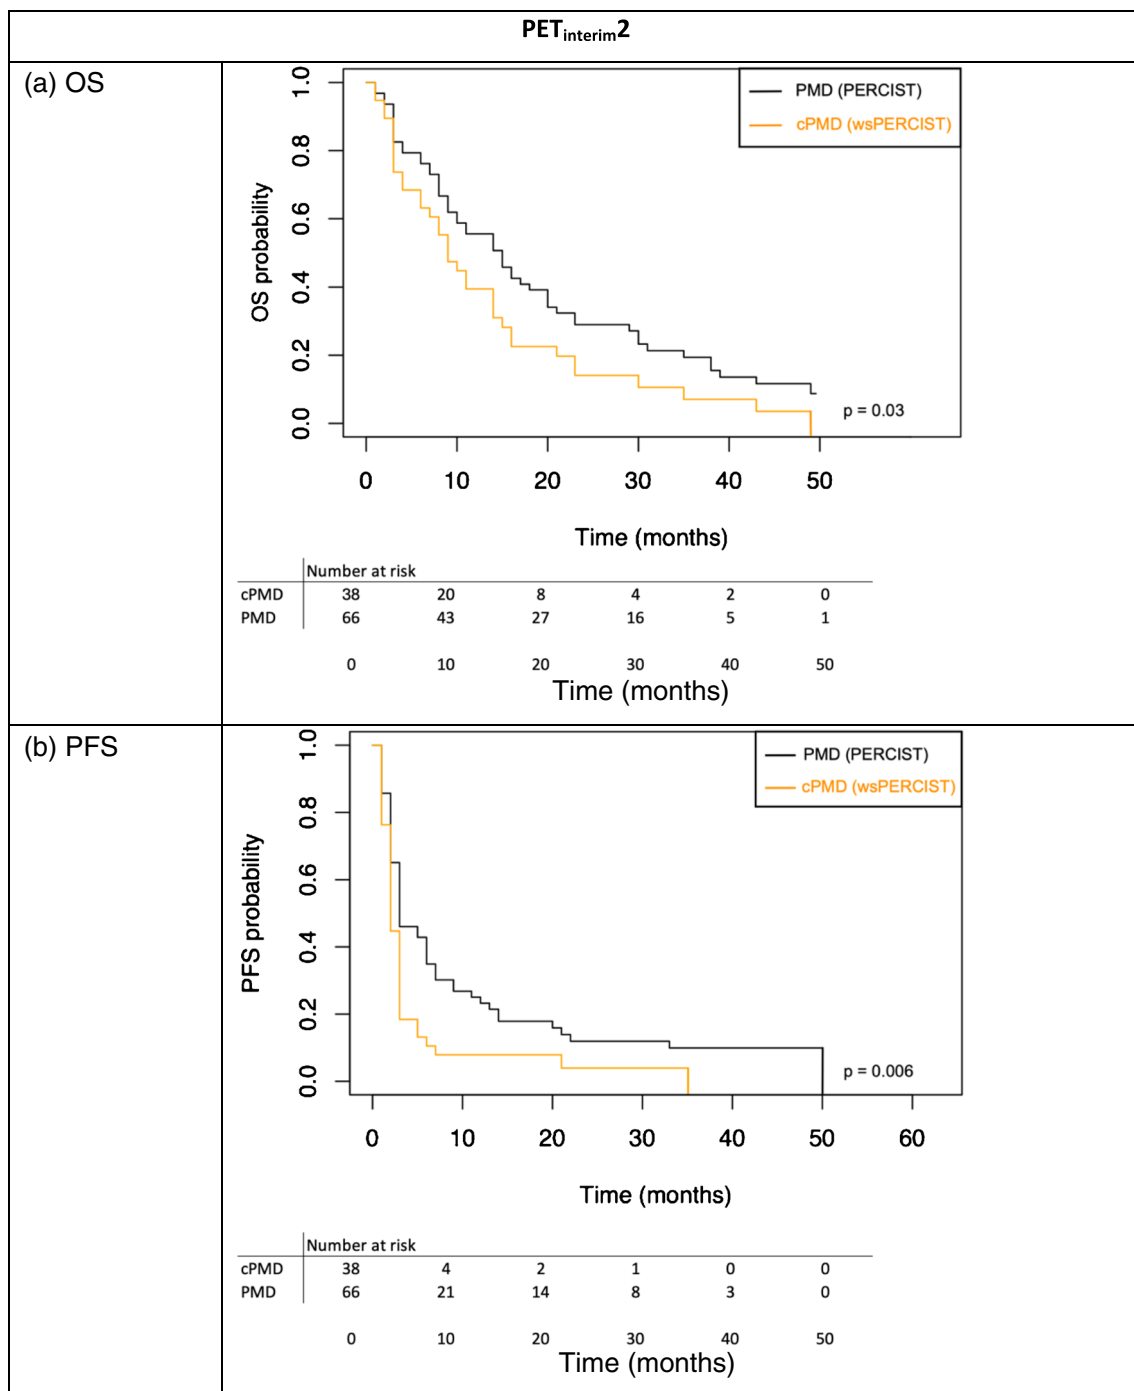 PETinterim2
(a) OS
PMD (PERCIST)
cPMD (wsPERCIST)
OS probability
1.0
0.8
0.6
0.4
0.2
0.0
p = 0.03
0 10 20 30 40 50
Time (months)
Number at risk
cPMD 38 20 8 4 2 0
PMD 66 43 27 16 5 1
0 10 20 30 40 50
Time (months)
(b) PFS
PMD (PERCIST)
cPMD (wsPERCIST)
PFS probability
1.0
0.8
0.6
0.4
0.2
0.0
p = 0.006
0 10 20 30 40 50 60
Time (months)
Number at risk
cPMD 38 4 2 1 0 0
PMD 66 21 14 8 3 0
0 10 20 30 40 50
Time (months)